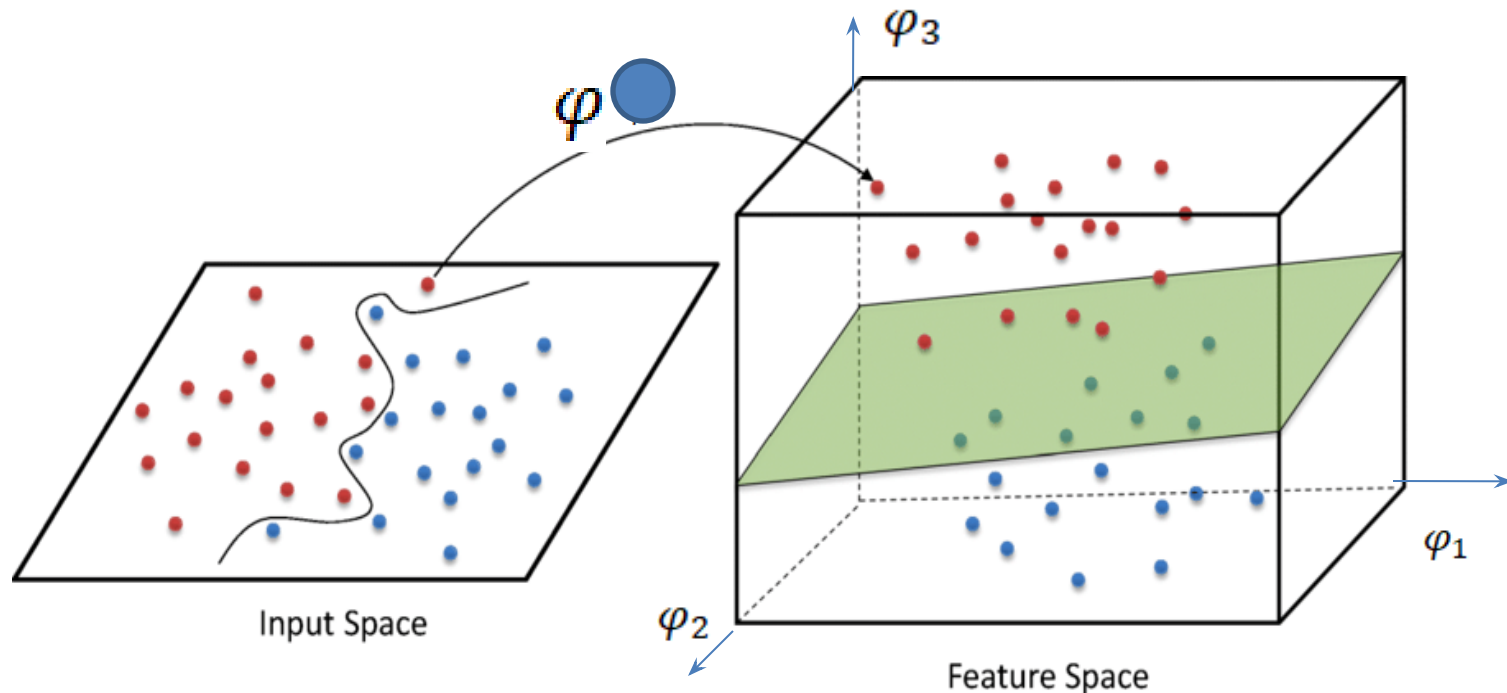 φ₃
φ
φ₁
Input Space
φ₂
Feature Space